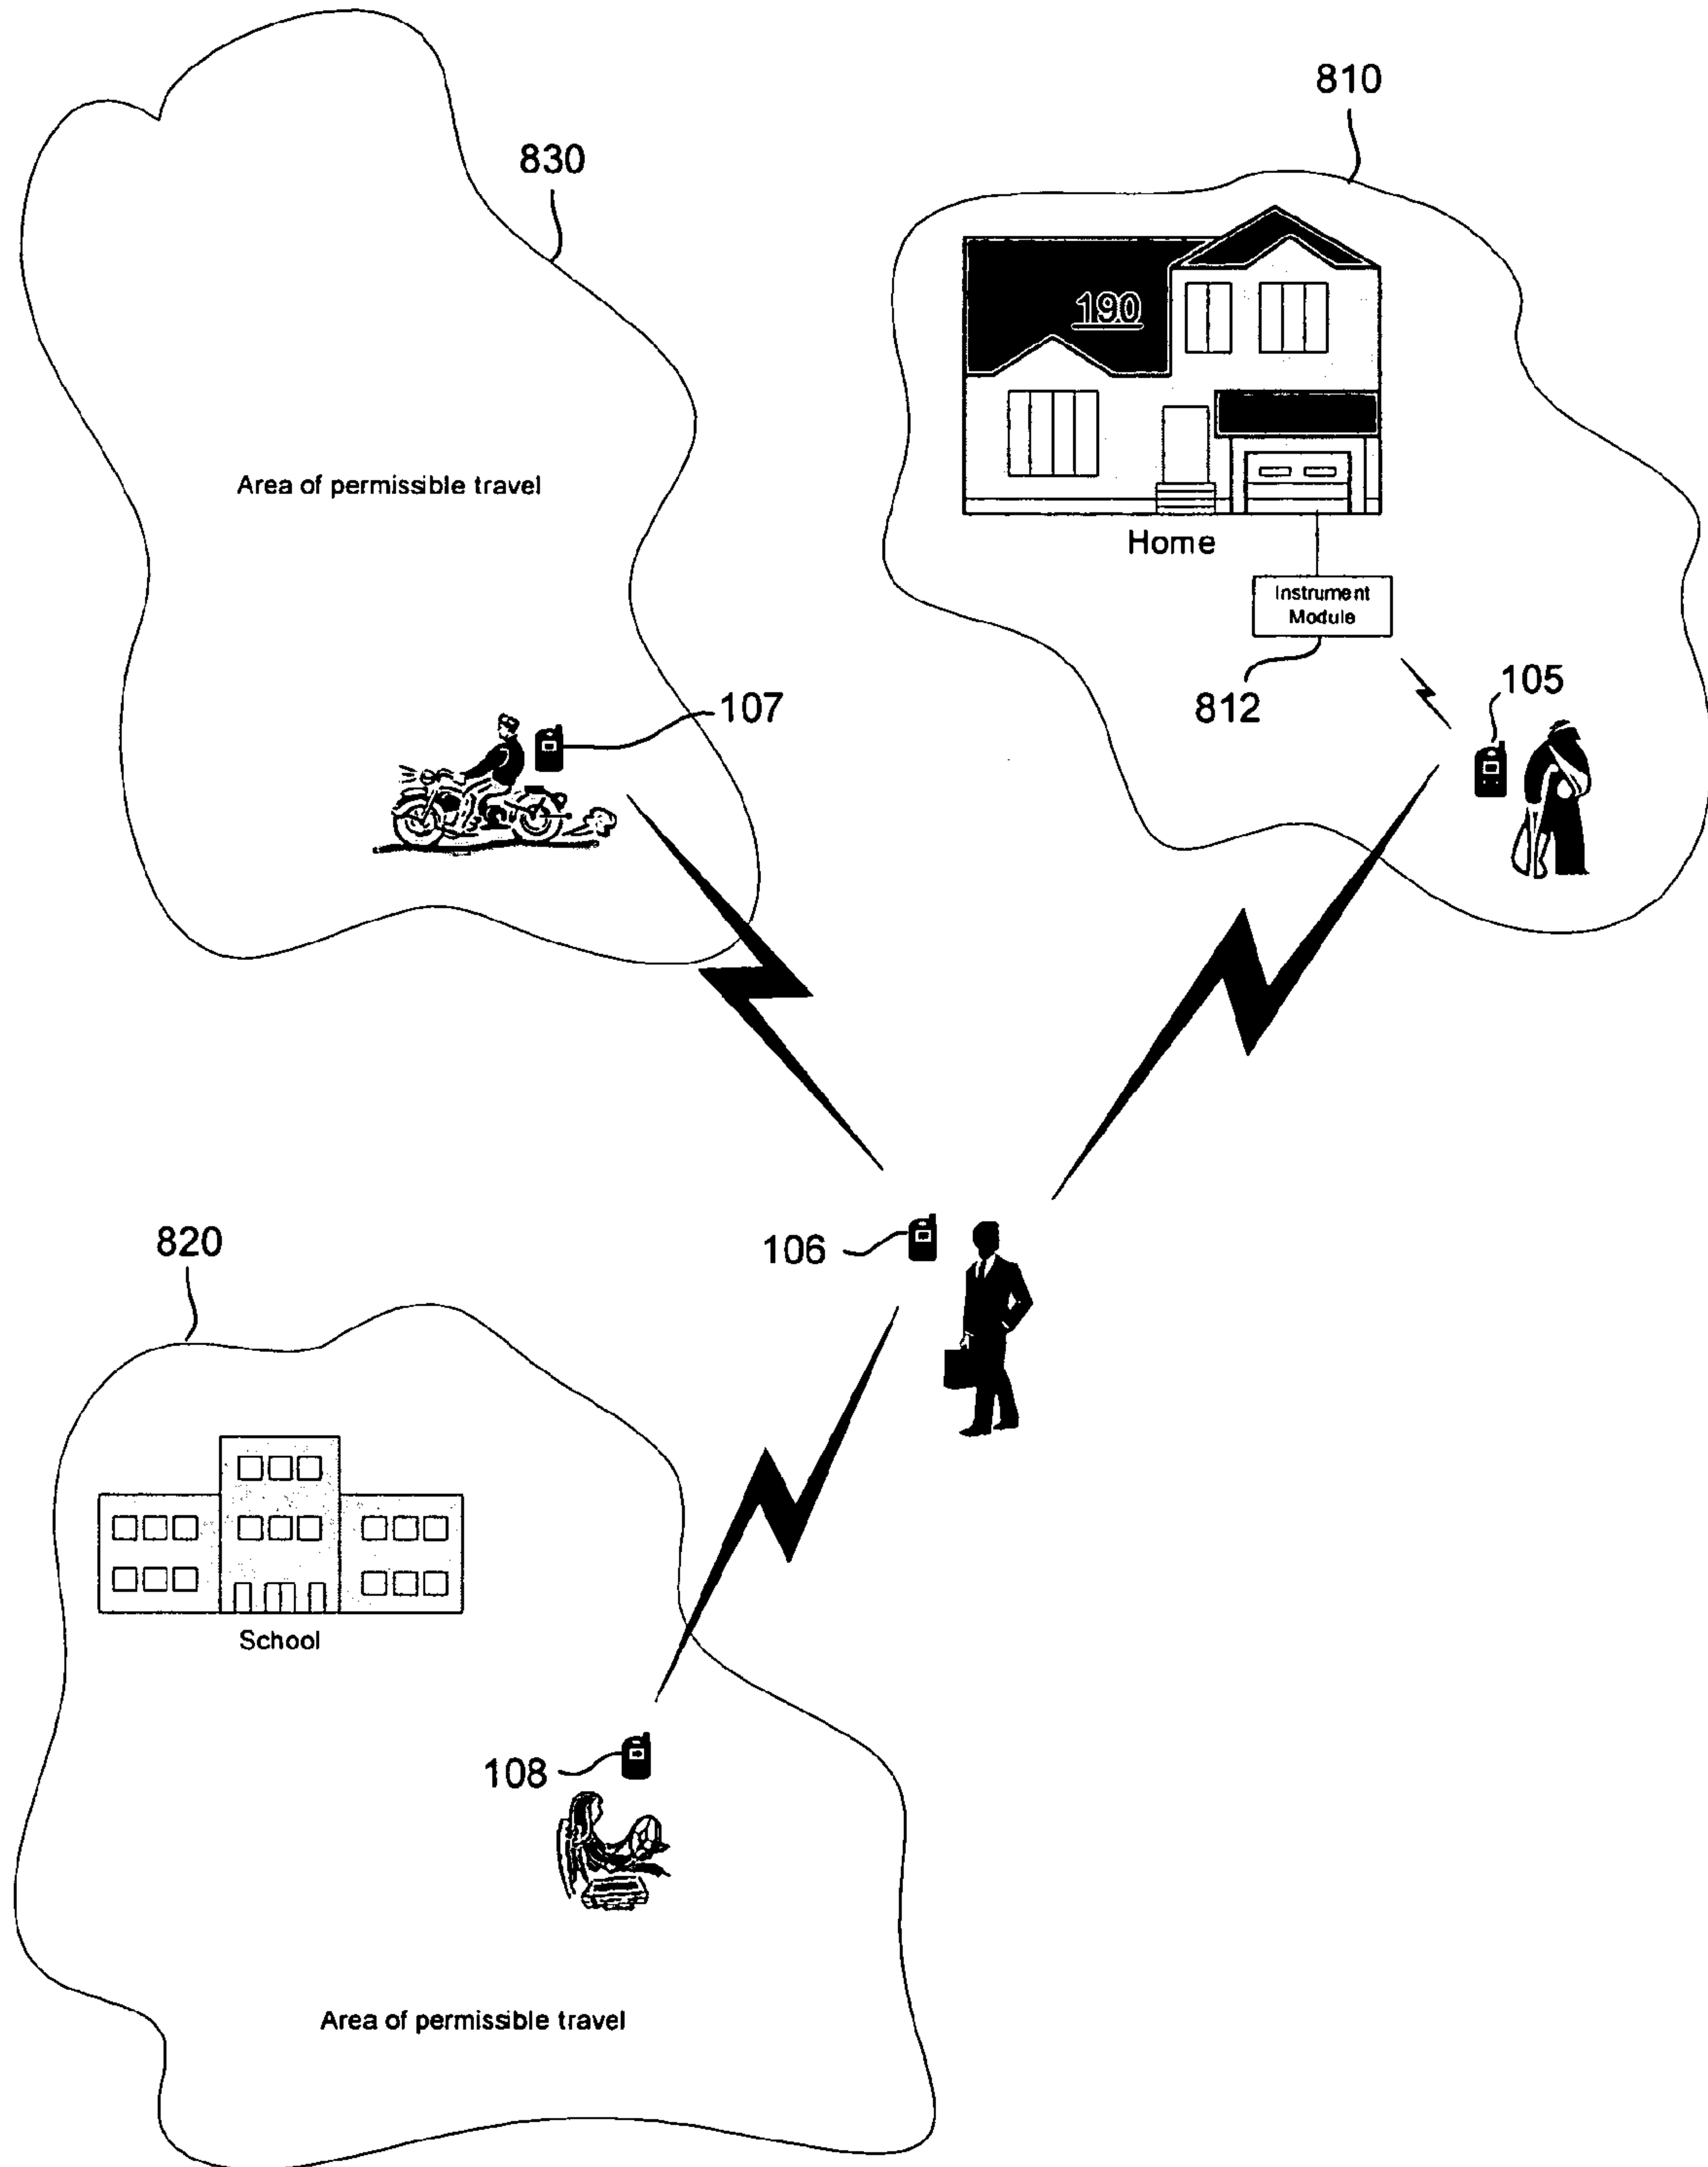 810
830
190
Area of permissible travel
Home
Instrument
Module
105
107
812
820
106
School
108
Area of permissible travel